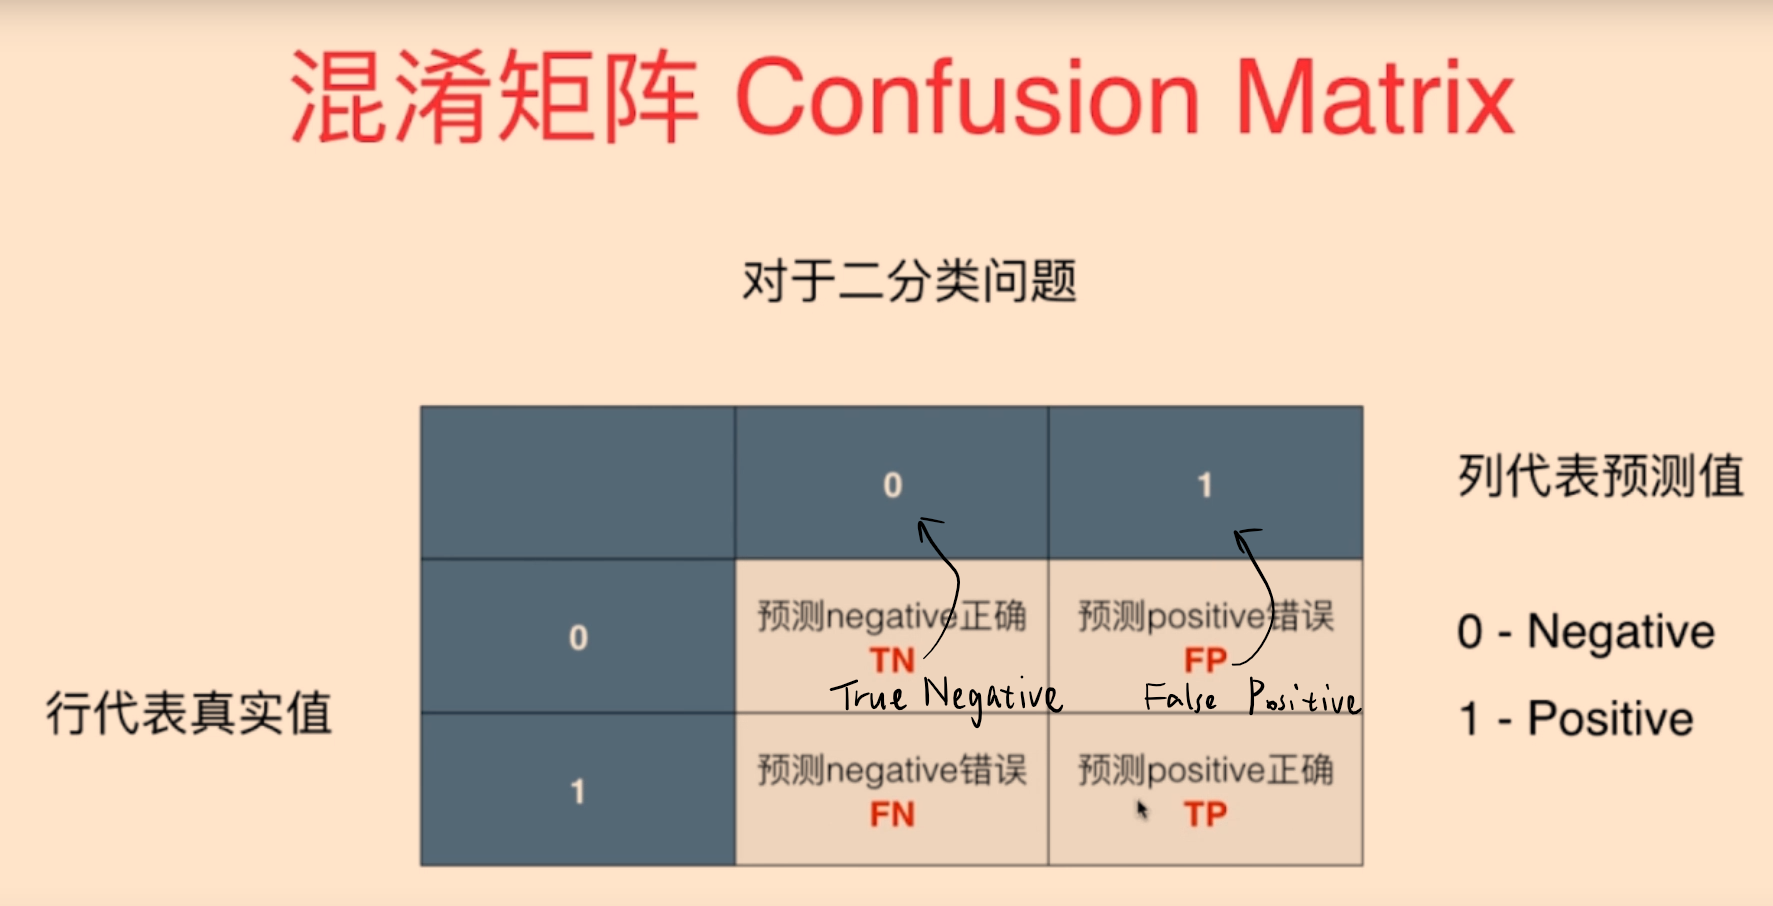 混淆矩阵 Confusion Matrix
对于二分类问题
0 1
列代表预测值
0
预测negative正确
TN
True Negative
预测positive错误
FP
False Positive
0 - Negative
行代表真实值
1 - Positive
1
预测negative错误
FN
预测positive正确
TP